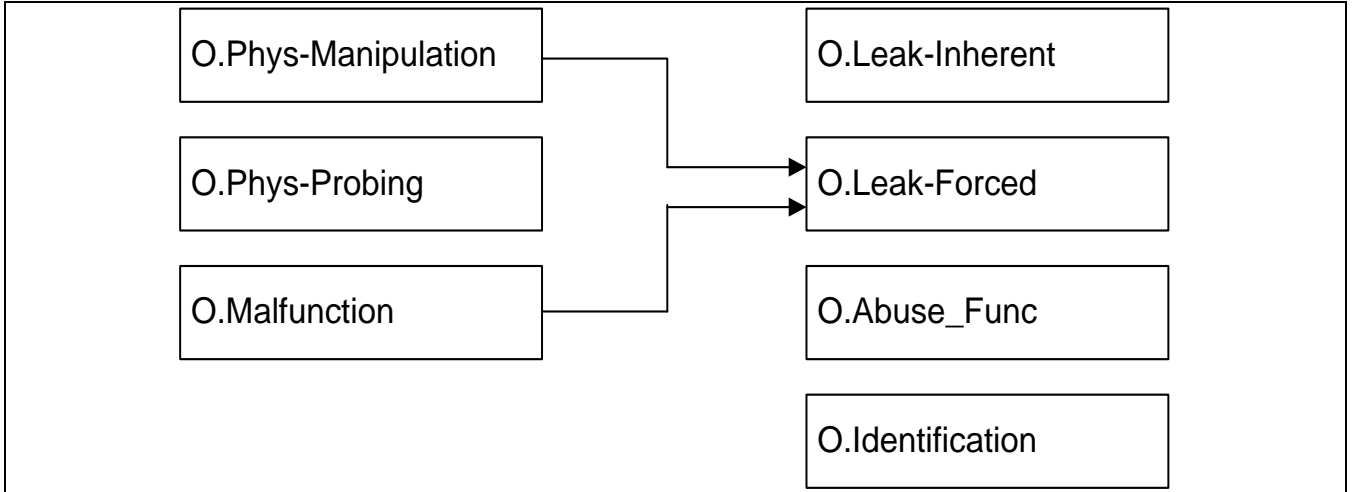 O.Phys-Manipulation
O.Leak-Inherent
O.Phys-Probing
O.Leak-Forced
O.Malfunction
O.Abuse_Func
O.Identification